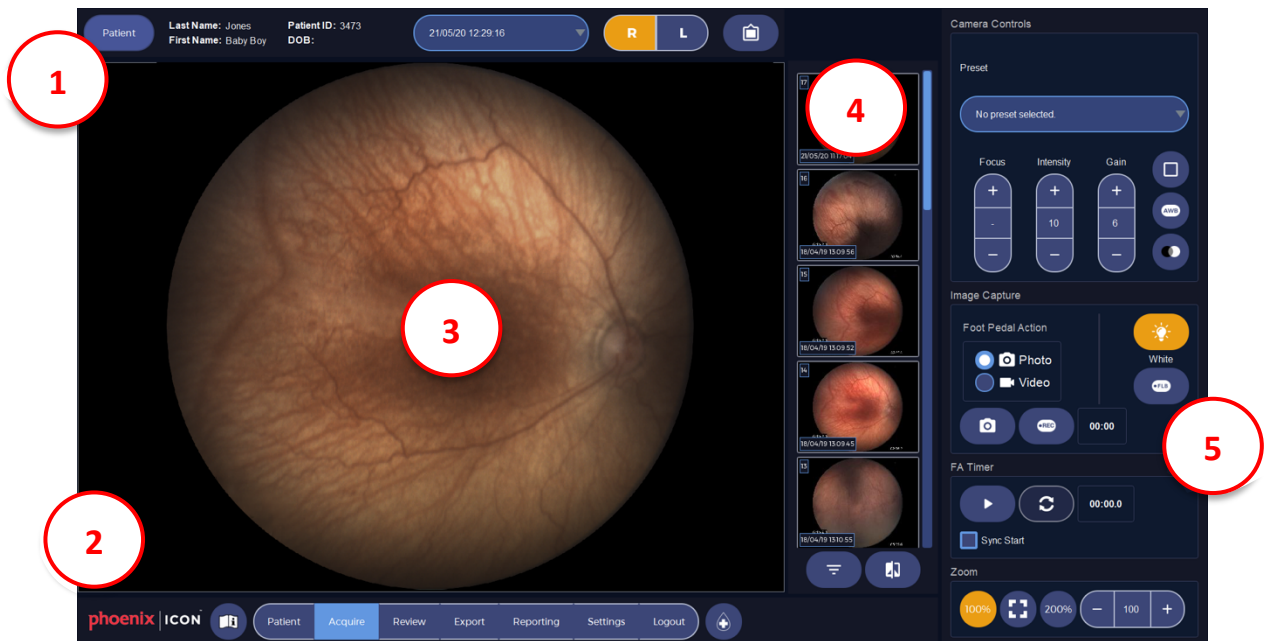 Patient
Last Name: Jones
First Name: Baby Boy
Patient ID: 3473
DOB:
21/05/20 12:29:16
R
L
1
2
3
4
5
17
21/05/20
16
18/04/19 13:09:56
15
18/04/19 13:09:52
14
18/04/19 13:09:45
13
18/04/19 13:10:55
Camera Controls
Preset
No preset selected.
Focus
Intensity
Gain
+
+
+
-
10
6
−
−
−
AWB
Image Capture
Foot Pedal Action
Photo
Video
White
•FLR
•REC
00:00
FA Timer
00:00.0
Sync Start
Zoom
100%
200%
−
100
+
phoenix | ICON
Patient
Acquire
Review
Export
Reporting
Settings
Logout